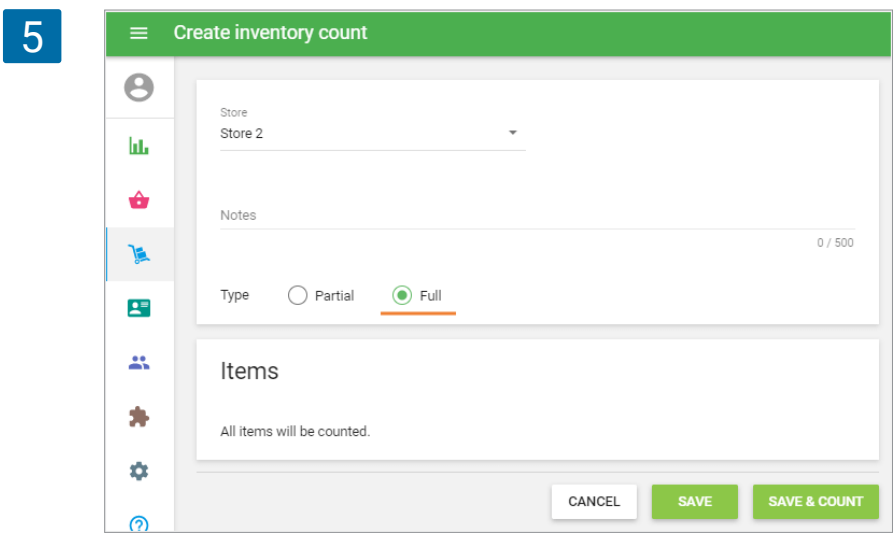 5
Create inventory count
Store
Store 2
Notes
0 / 500
Type Partial Full
Items
All items will be counted.
CANCEL SAVE SAVE & COUNT